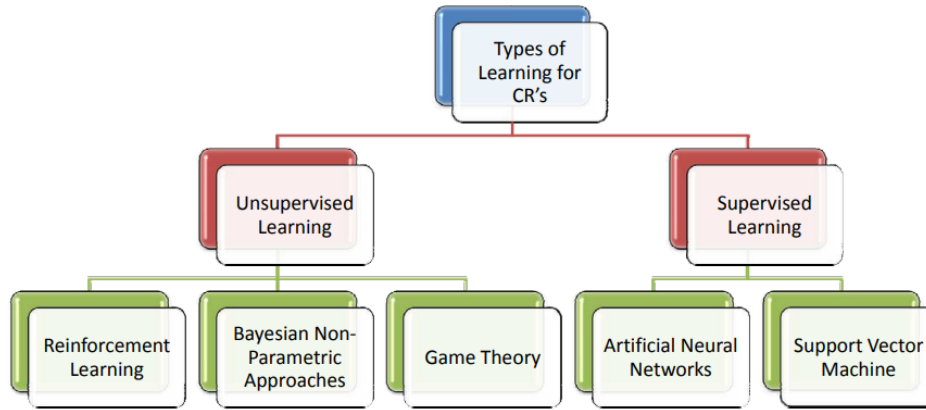 Types of
Learning for
CR's
Unsupervised
Learning
Supervised
Learning
Reinforcement
Learning
Bayesian Non-
Parametric
Approaches
Game Theory
Artificial Neural
Networks
Support Vector
Machine